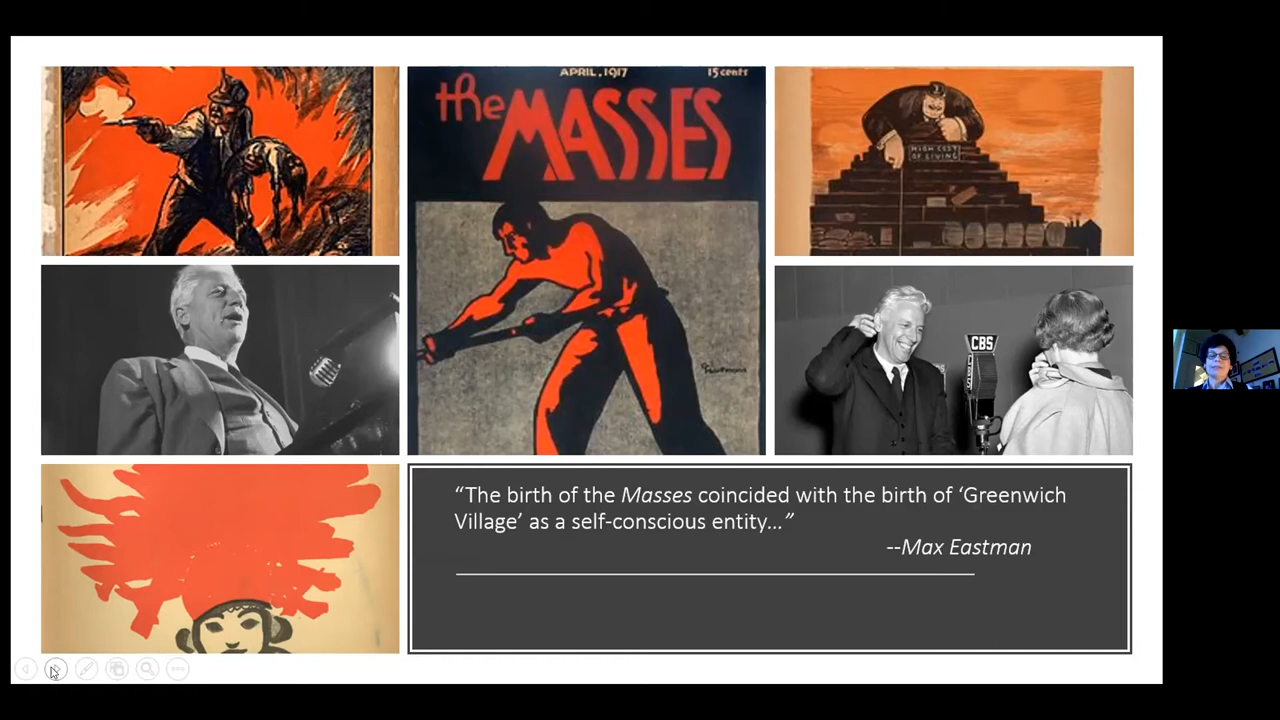 APRIL, 1917
15 cents
the MASSES
HIGH COST
OF LIVING
CBS
“The birth of the Masses coincided with the birth of ‘Greenwich
Village’ as a self-conscious entity…”
--Max Eastman